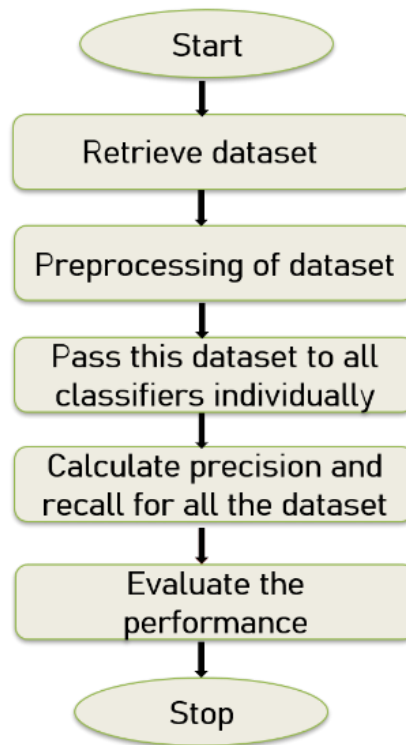 Start
Retrieve dataset
Preprocessing of dataset
Pass this dataset to all
classifiers individually
Calculate precision and
recall for all the dataset
Evaluate the
performance
Stop